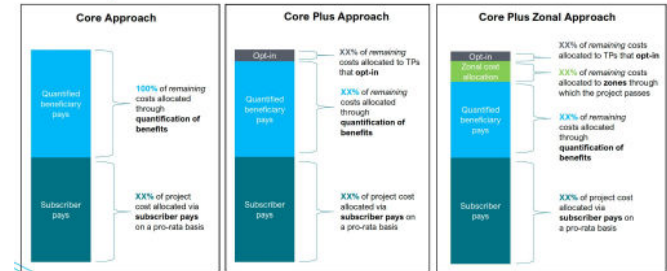 Core Approach
Quantified
beneficiary
pays
100% of remaining
costs allocated
through
quantification of
benefits
Subscriber
pays
XX% of project
cost allocated via
subscriber pays
on a pro-rata basis
Core Plus Approach
Opt-in
XX% of remaining
costs allocated to TPs
that opt-in
Quantified
beneficiary
pays
XX% of remaining
costs allocated
through
quantification of
benefits
Subscriber
pays
XX% of project cost
allocated via
subscriber pays
on a pro-rata basis
Core Plus Zonal Approach
Opt-in
XX% of remaining costs
allocated to TPs that opt-in
Zonal cost
allocation
XX% of remaining costs
allocated to zones through
which the project passes
Quantified
beneficiary
pays
XX% of remaining
costs allocated
through
quantification of
benefits
Subscriber
pays
XX% of project cost
allocated via
subscriber pays
on a pro-rata basis